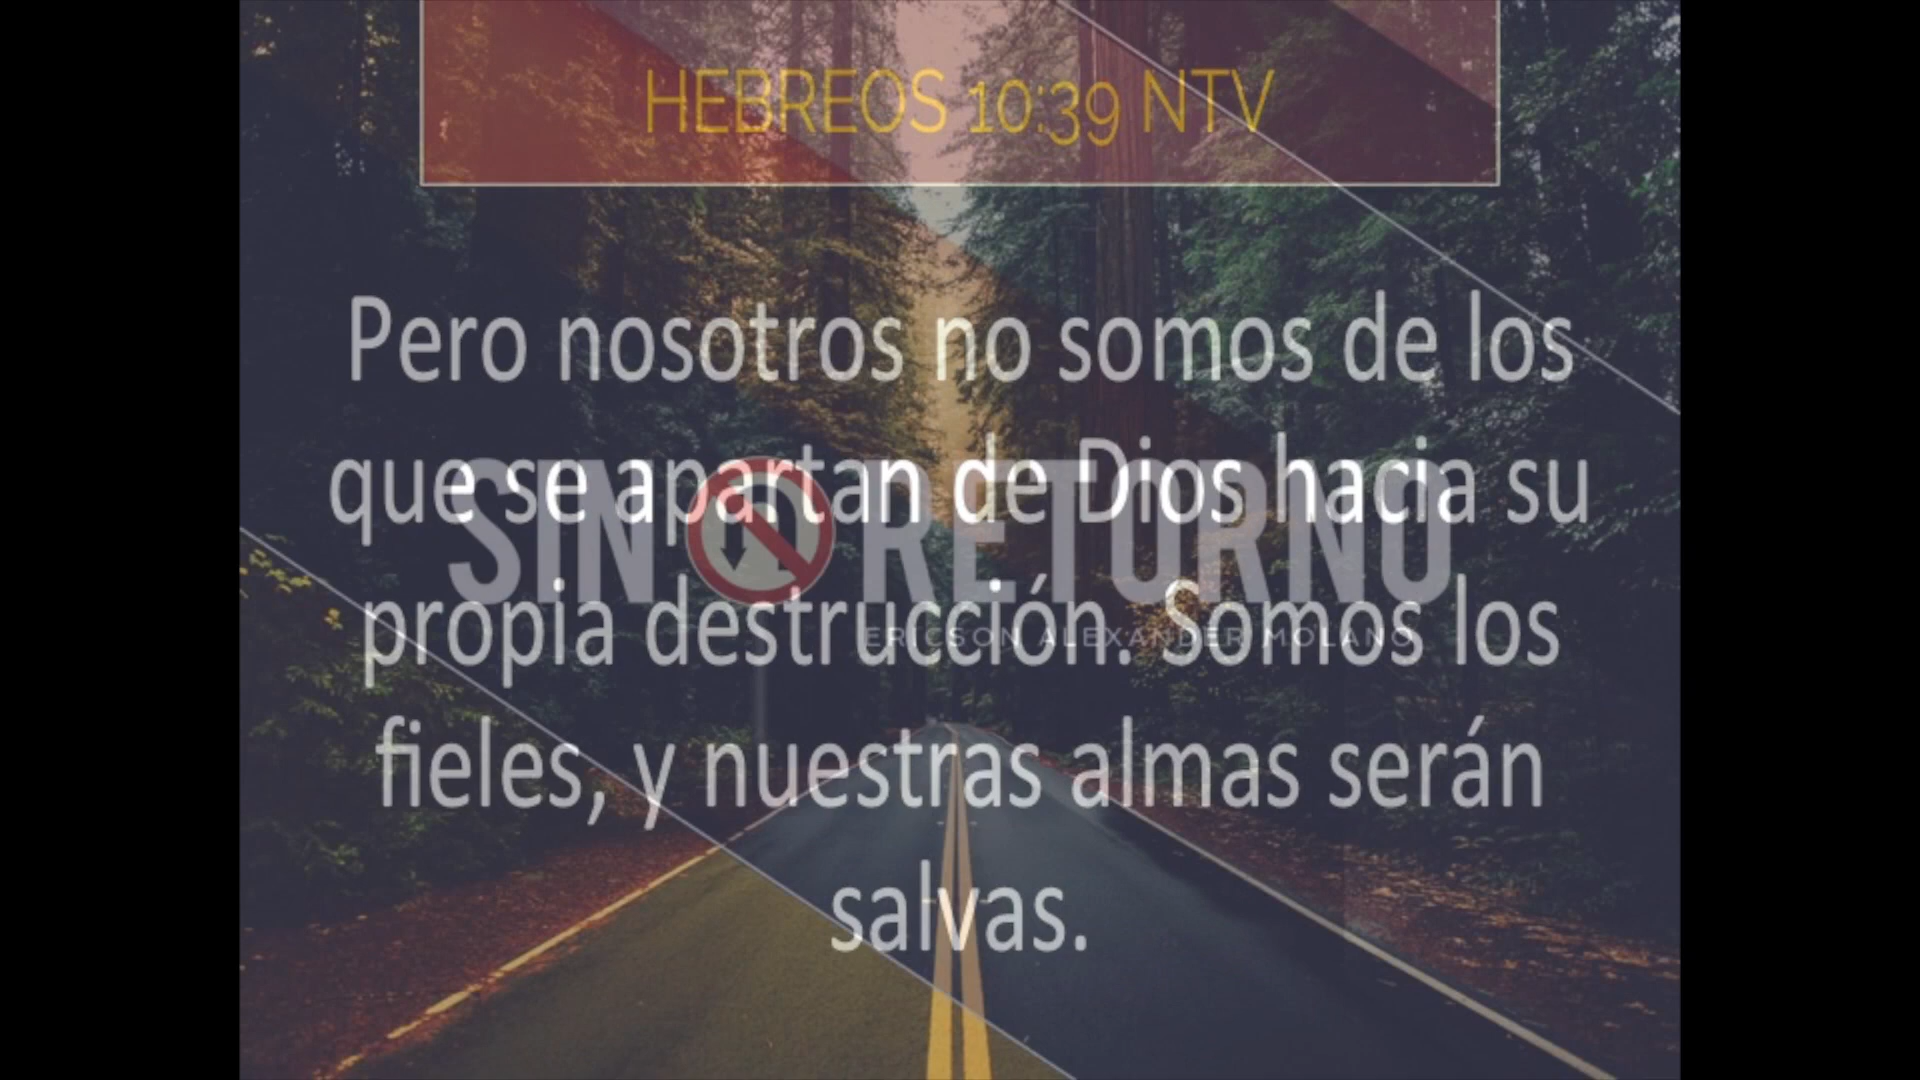 HEBREOS 10:39 NTV
Pero nosotros no somos de los
que se apartan de Dios hacia su
propia destrucción. Somos los
fieles, y nuestras almas serán
salvas.
SIN RETORNO
ERICSON ALEXANDER MOLANO